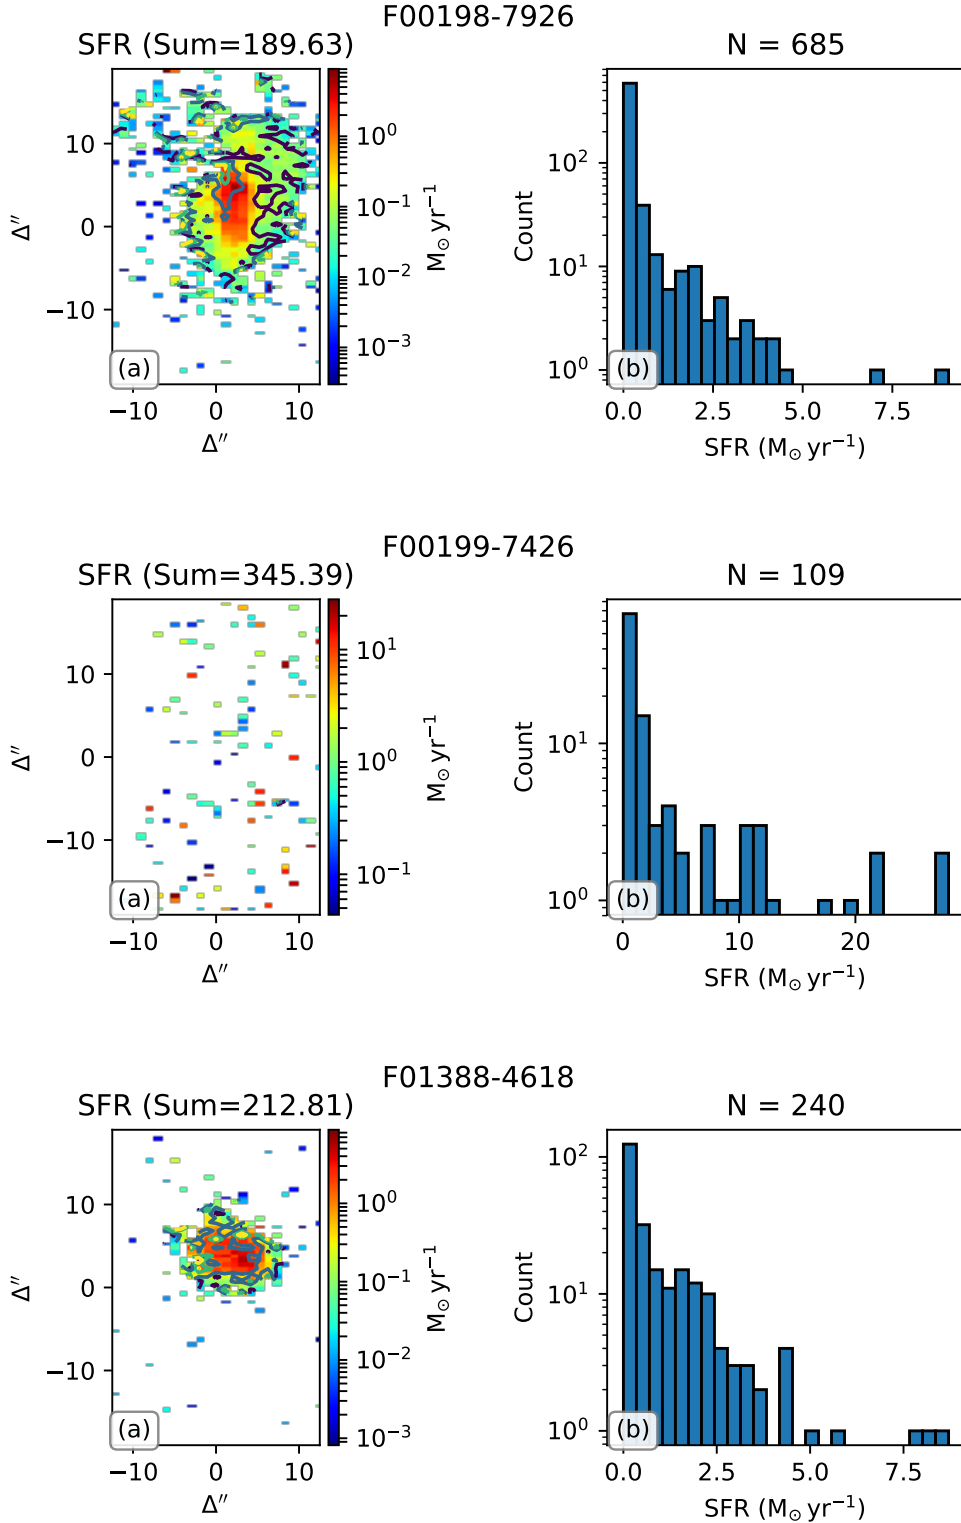 F00198-7926
SFR (Sum=189.63)
N = 685
10
0
−10
Δ′′
−10
0
10
Δ′′
10⁰
10⁻¹
10⁻²
10⁻³
M⊙ yr⁻¹
(a)
10²
10¹
10⁰
Count
(b)
0.0
2.5
5.0
7.5
SFR (M⊙ yr⁻¹)
F00199-7426
SFR (Sum=345.39)
N = 109
10
0
−10
Δ′′
−10
0
10
Δ′′
10¹
10⁰
10⁻¹
M⊙ yr⁻¹
(a)
10¹
10⁰
Count
(b)
0
10
20
SFR (M⊙ yr⁻¹)
F01388-4618
SFR (Sum=212.81)
N = 240
10
0
−10
Δ′′
−10
0
10
Δ′′
10⁰
10⁻¹
10⁻²
10⁻³
M⊙ yr⁻¹
(a)
10²
10¹
10⁰
Count
(b)
0.0
2.5
5.0
7.5
SFR (M⊙ yr⁻¹)